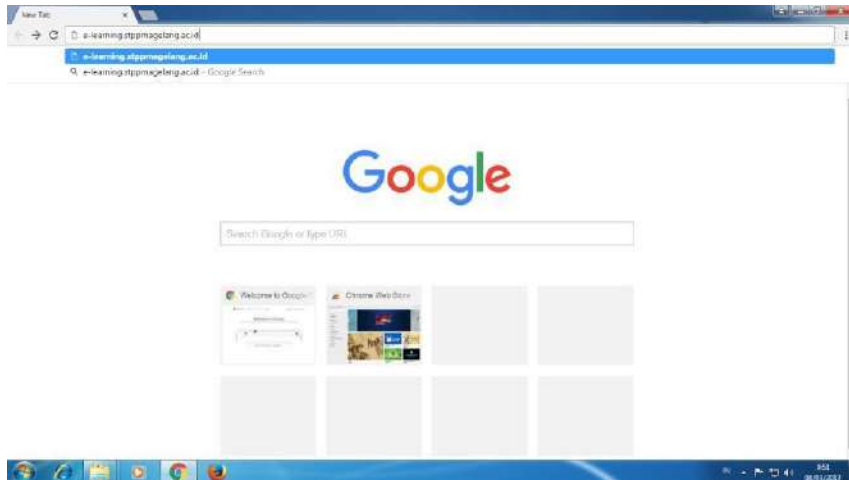 New Tab
e-learning.stppmagelang.ac.id
e-learning.stppmagelang.ac.id
e-learning.stppmagelang.ac.id - Google Search
Google
Search Google or type URL
Welcome to Google
Chrome Web Store